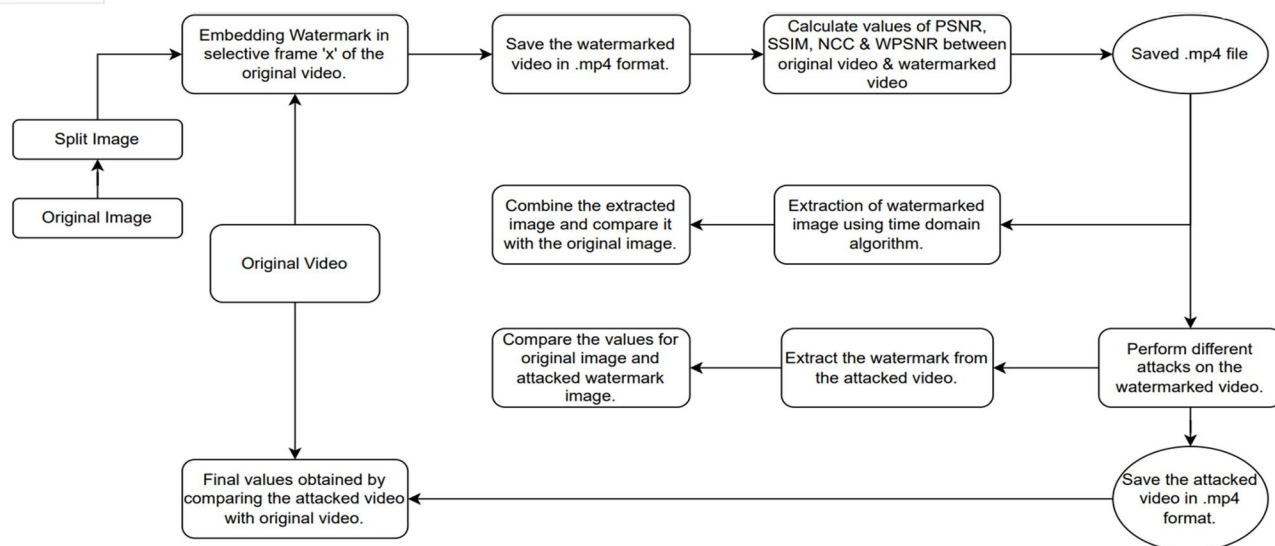 Embedding Watermark in
selective frame 'x' of the
original video.
Save the watermarked
video in .mp4 format.
Calculate values of PSNR,
SSIM, NCC & WPSNR between
original video & watermarked
video
Saved .mp4 file
Split Image
Original Image
Original Video
Combine the extracted
image and compare it
with the original image.
Extraction of watermarked
image using time domain
algorithm.
Compare the values for
original image and
attacked watermark
image.
Extract the watermark from
the attacked video.
Perform different
attacks on the
watermarked video.
Final values obtained by
comparing the attacked video
with original video.
Save the attacked
video in .mp4
format.